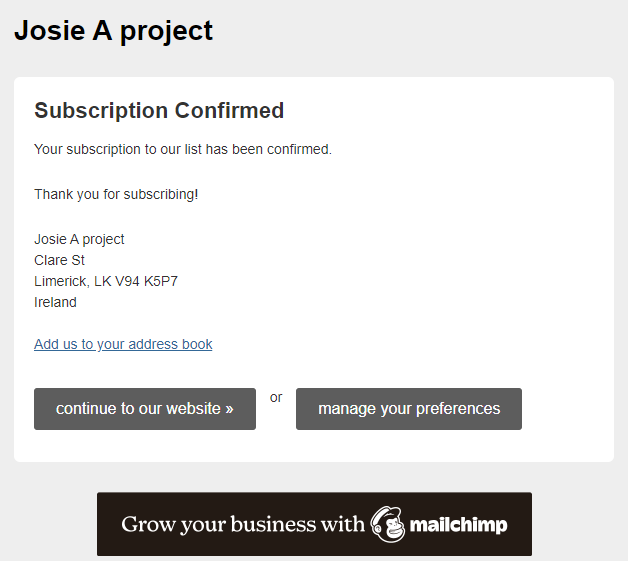 Josie A project
Subscription Confirmed
Your subscription to our list has been confirmed.
Thank you for subscribing!
Josie A project
Clare St
Limerick, LK V94 K5P7
Ireland
Add us to your address book
continue to our website »
or
manage your preferences
Grow your business with mailchimp